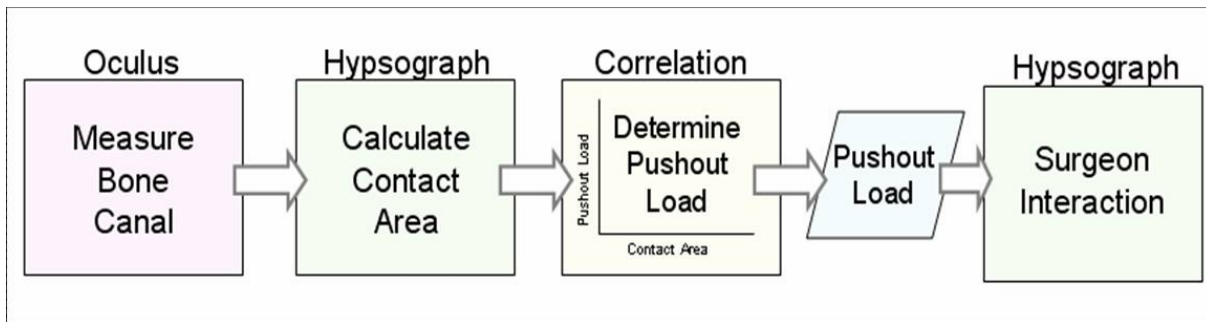 Oculus
Measure
Bone
Canal
Hypsograph
Calculate
Contact
Area
Correlation
Pushout Load
Determine
Pushout
Load
Contact Area
Pushout
Load
Hypsograph
Surgeon
Interaction